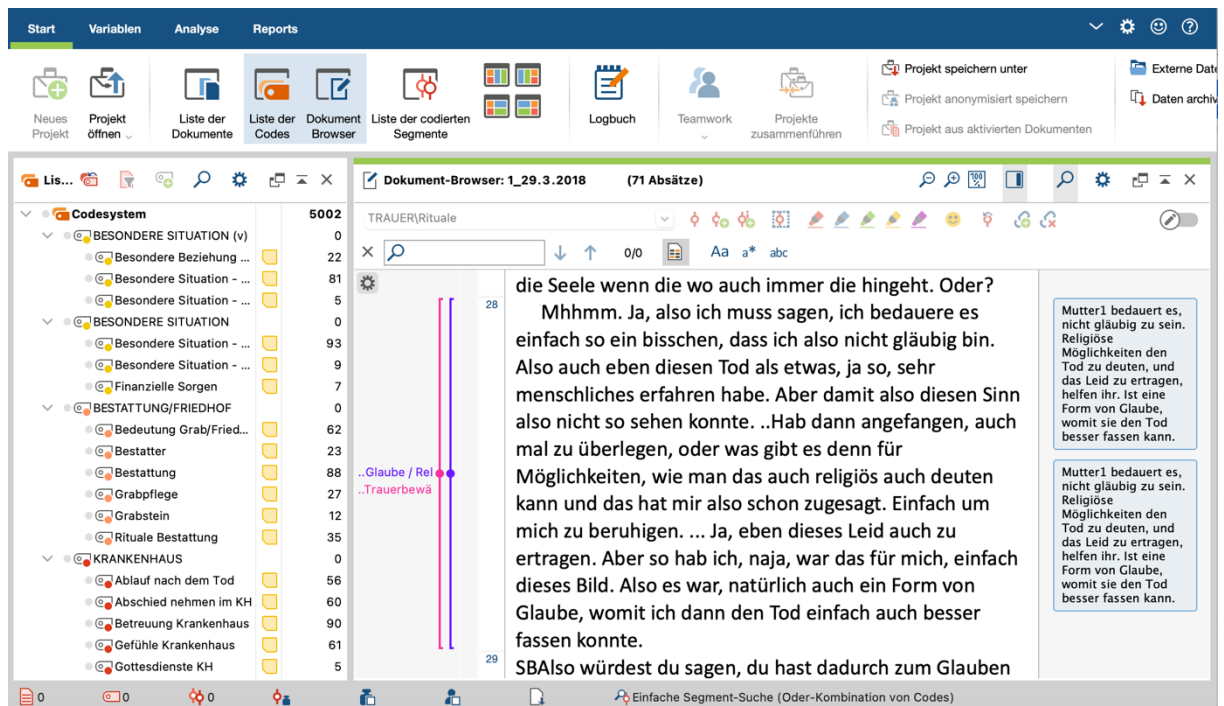 Start Variablen Analyse Reports
Neues Projekt
Projekt öffnen
Liste der Dokumente
Liste der Codes
Dokument Browser
Liste der codierten Segmente
Logbuch
Teamwork
Projekte zusammenführen
Projekt speichern unter
Projekt anonymisiert speichern
Projekt aus aktivierten Dokumenten
Externe Date
Daten archiv
Lis...
Codesystem 5002
BESONDERE SITUATION (v) 0
Besondere Beziehung ... 22
Besondere Situation - ... 81
Besondere Situation - ... 5
BESONDERE SITUATION 0
Besondere Situation - ... 93
Besondere Situation - ... 9
Finanzielle Sorgen 7
BESTATTUNG/FRIEDHOF 0
Bedeutung Grab/Fried... 62
Bestatter 23
Bestattung 88
Grabpflege 27
Grabstein 12
Rituale Bestattung 35
KRANKENHAUS 0
Ablauf nach dem Tod 56
Abschied nehmen im KH 60
Betreuung Krankenhaus 90
Gefühle Krankenhaus 61
Gottesdienste KH 5
Dokument-Browser: 1_29.3.2018 (71 Absätze)
100 %
TRAUER\Rituale
0/0 Aa a* abc
..Glaube / Rel
..Trauerbewä
die Seele wenn die wo auch immer die hingeht. Oder?
28
Mhhmm. Ja, also ich muss sagen, ich bedauere es
einfach so ein bisschen, dass ich also nicht gläubig bin.
Also auch eben diesen Tod als etwas, ja so, sehr
menschliches erfahren habe. Aber damit also diesen Sinn
also nicht so sehen konnte. ..Hab dann angefangen, auch
mal zu überlegen, oder was gibt es denn für
Möglichkeiten, wie man das auch religiös auch deuten
kann und das hat mir also schon zugesagt. Einfach um
mich zu beruhigen. ... Ja, eben dieses Leid auch zu
ertragen. Aber so hab ich, naja, war das für mich, einfach
dieses Bild. Also es war, natürlich auch ein Form von
Glaube, womit ich dann den Tod einfach auch besser
fassen konnte.
29
SBAlso würdest du sagen, du hast dadurch zum Glauben
Mutter1 bedauert es,
nicht gläubig zu sein.
Religiöse
Möglichkeiten den
Tod zu deuten, und
das Leid zu ertragen,
helfen ihr. Ist eine
Form von Glaube,
womit sie den Tod
besser fassen kann.
Mutter1 bedauert es,
nicht gläubig zu sein.
Religiöse
Möglichkeiten den
Tod zu deuten, und
das Leid zu ertragen,
helfen ihr. Ist eine
Form von Glaube,
womit sie den Tod
besser fassen kann.
0 0 0
Einfache Segment-Suche (Oder-Kombination von Codes)